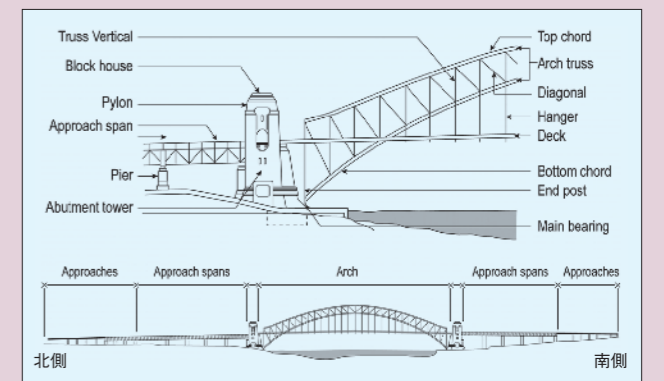 Truss Vertical
Block house
Pylon
Approach span
Pier
Abutment tower
Top chord
Arch truss
Diagonal
Hanger
Deck
Bottom chord
End post
Main bearing
Approaches
Approach spans
Arch
Approach spans
Approaches
北側
南側